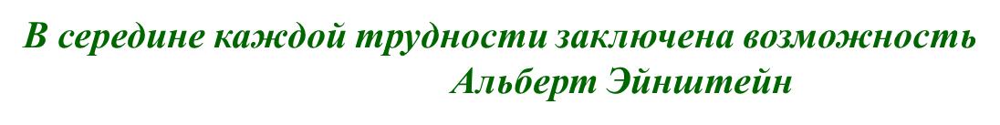 В середине каждой трудности заключена возможность
Альберт Эйнштейн